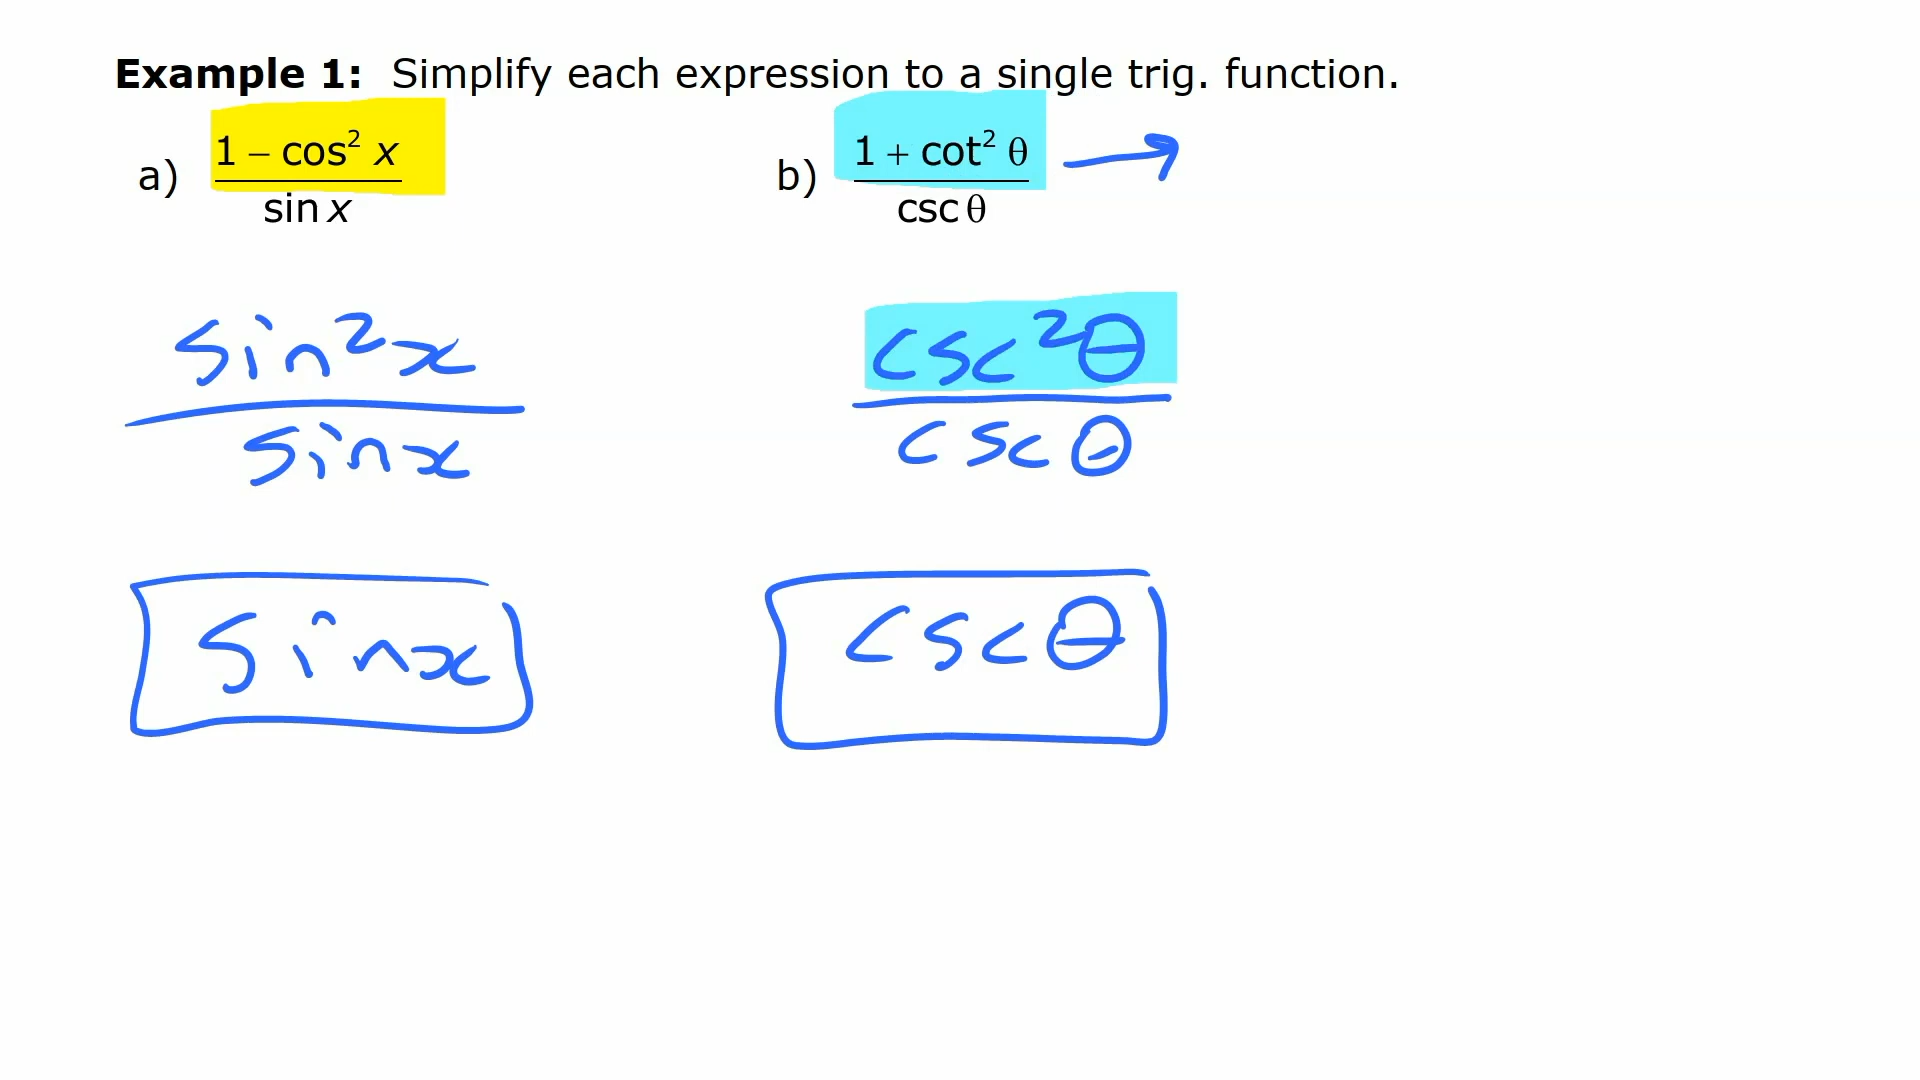 Example 1: Simplify each expression to a single trig. function.
a) (1 − cos² x)/(sin x)
b) (1 + cot² θ)/(csc θ)
sin²x
sinx
csc²θ
cscθ
sinx
cscθ